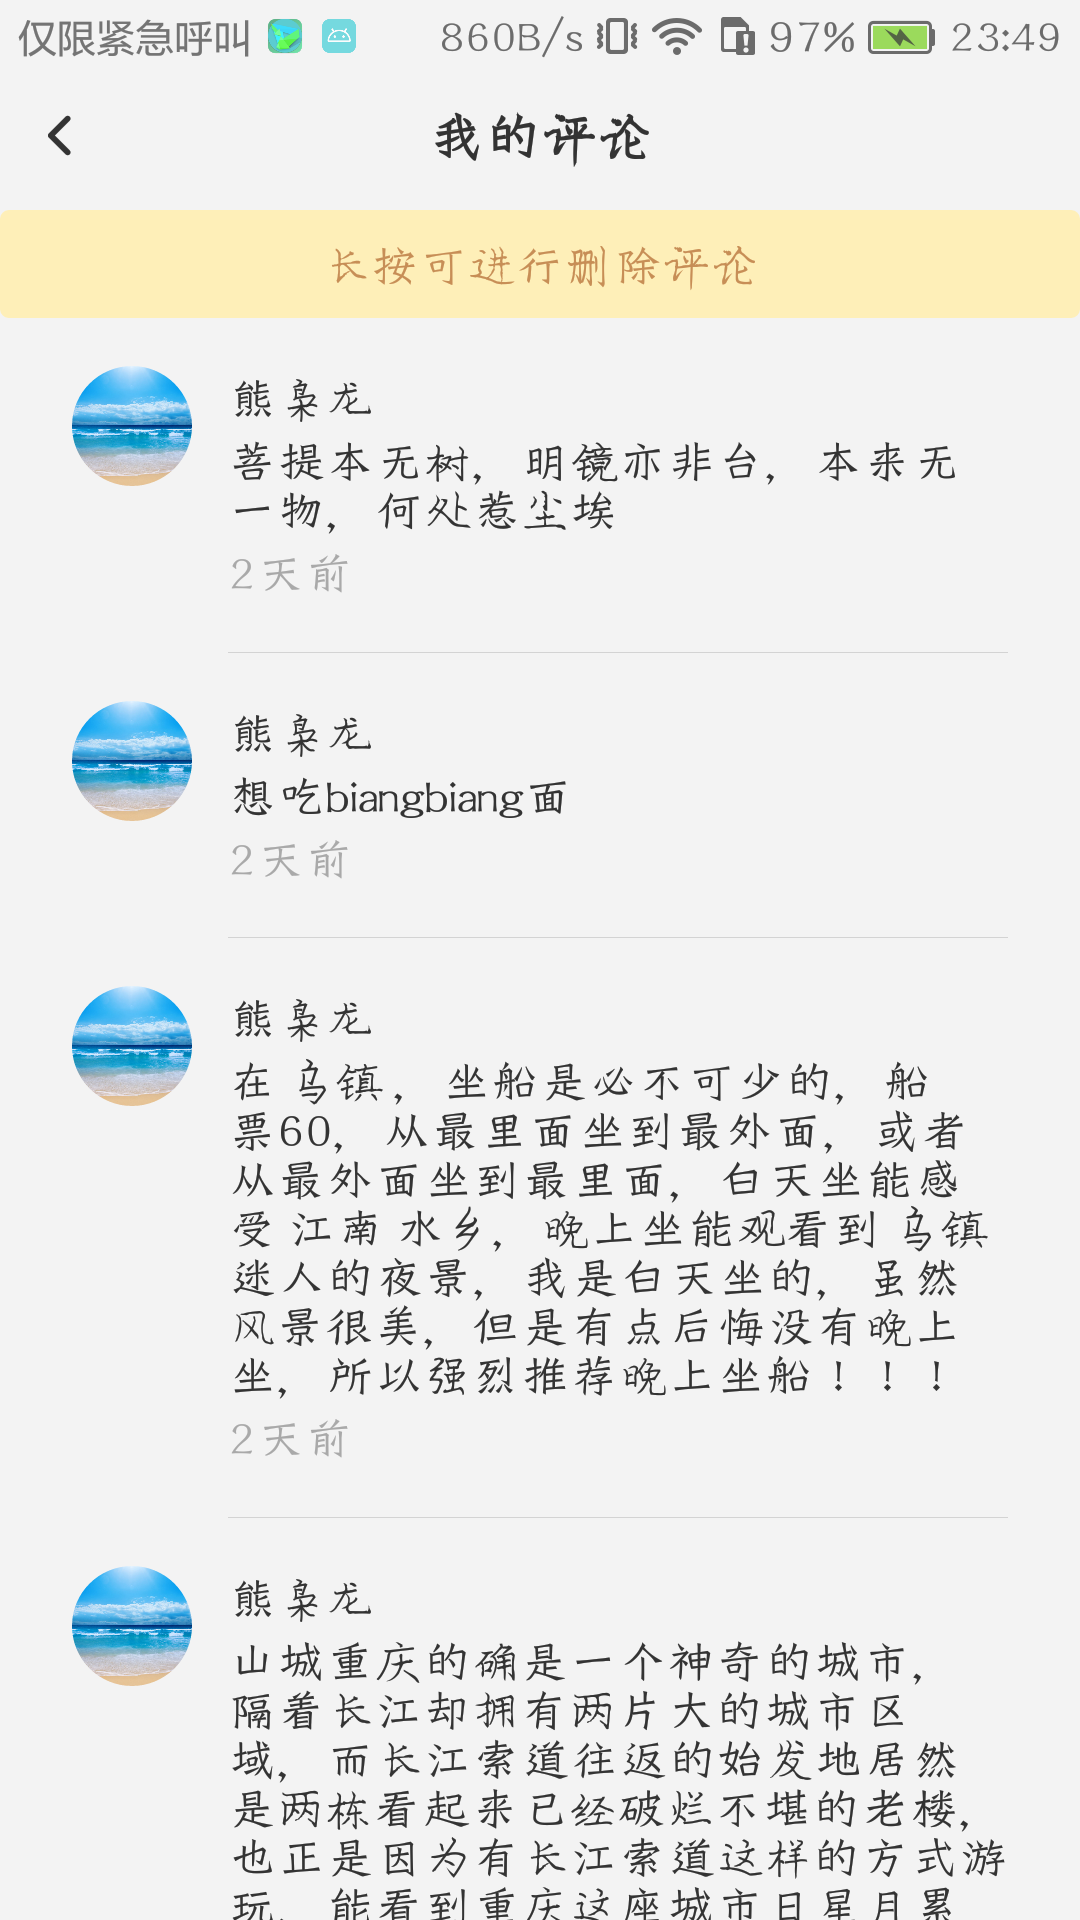 仅限紧急呼叫 860B/s 97% 23:49
我的评论
长按可进行删除评论
熊枭龙
菩提本无树，明镜亦非台，本来无
一物，何处惹尘埃
2天前
熊枭龙
想吃biangbiang面
2天前
熊枭龙
在 乌镇，坐船是必不可少的，船
票60，从最里面坐到最外面，或者
从最外面坐到最里面，白天坐能感
受 江南 水乡，晚上坐能观看到 乌镇
迷人的夜景，我是白天坐的，虽然
风景很美，但是有点后悔没有晚上
坐，所以强烈推荐晚上坐船！！！
2天前
熊枭龙
山城重庆的确是一个神奇的城市，
隔着长江却拥有两片大的城市区
域，而长江索道往返的始发地居然
是两栋看起来已经破烂不堪的老楼，
也正是因为有长江索道这样的方式游
玩，能看到重庆这座城市日星月累